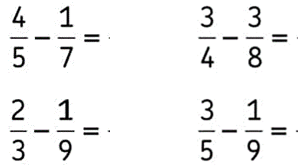 4/5 − 1/7 =
3/4 − 3/8 =
2/3 − 1/9 =
3/5 − 1/9 =